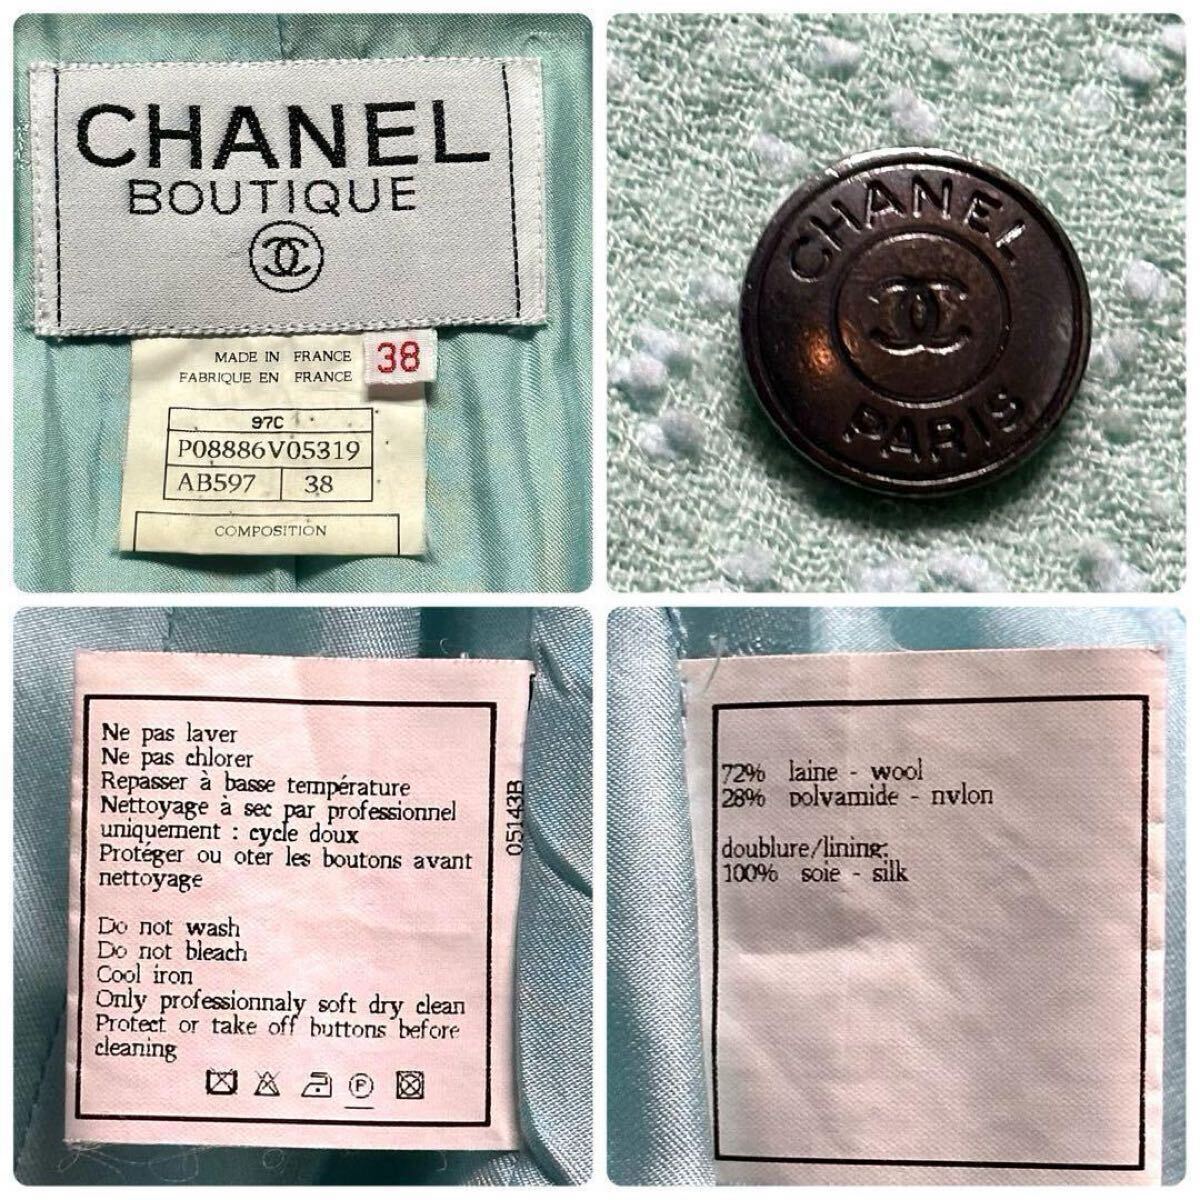 CHANEL
BOUTIQUE
MADE IN FRANCE
FABRIQUE EN FRANCE
38
97C
P08886V05319
AB597 38
COMPOSITION
CHANEL
PARIS
Ne pas laver
Ne pas chlorer
Repasser à basse température
Nettoyage à sec par professionnel
uniquement : cycle doux
Protéger ou oter les boutons avant
nettoyage
Do not wash
Do not bleach
Cool iron
Only professionnaly soft dry clean
Protect or take off buttons before
cleaning
P
05143B
72% laine - wool
28% polyamide - nylon
doublure/lining:
100% soie - silk